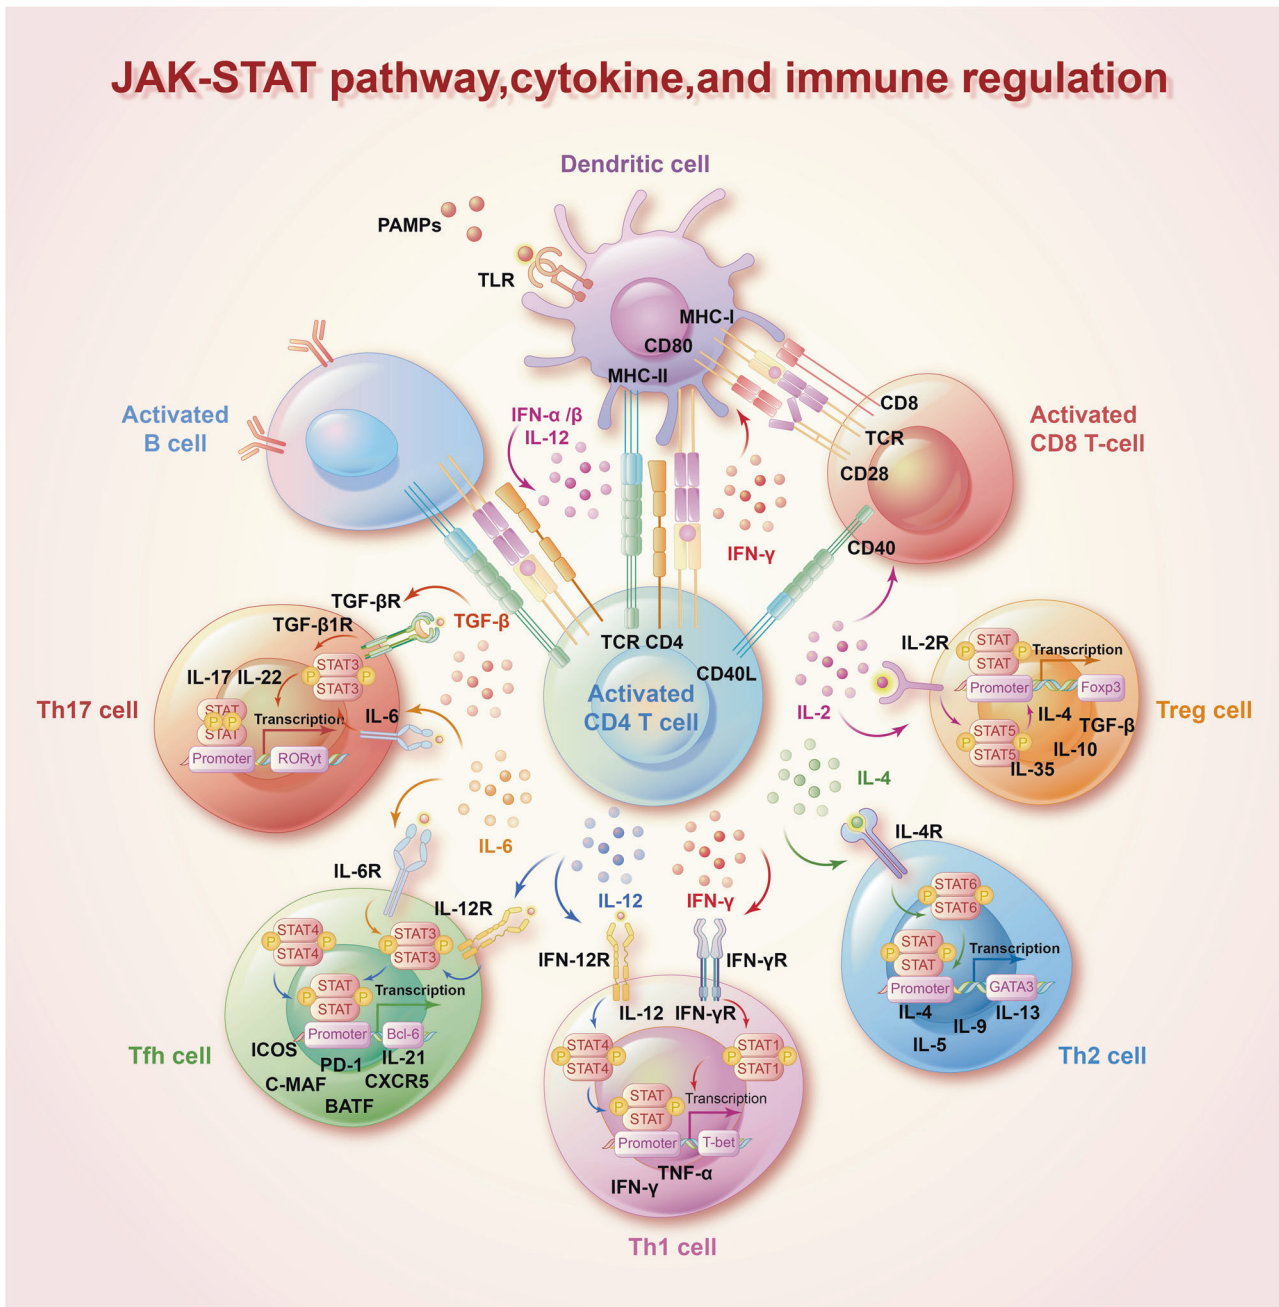 JAK-STAT pathway,cytokine,and immune regulation
Dendritic cell
PAMPs
TLR
MHC-I
CD80
MHC-II
Activated
B cell
IFN-α /β
IL-12
IFN-γ
CD8
TCR
CD28
CD40
Activated
CD8 T-cell
TCR CD4
CD40L
Activated
CD4 T cell
TGF-βR
TGF-β1R
TGF-β
STAT3
STAT3
P
P
IL-17 IL-22
STAT
P P
STAT
Transcription
Promoter
RORyt
IL-6
Th17 cell
IL-2
IL-2R
STAT
STAT
P
P
Transcription
Promoter
Foxp3
IL-4
TGF-β
STAT5
STAT5
P
P
IL-10
IL-35
Treg cell
IL-6
IL-6R
IL-12R
STAT4
STAT4
P
P
STAT3
STAT3
P
P
STAT
STAT
P
P
Transcription
Promoter
Bcl-6
ICOS
PD-1
IL-21
C-MAF
CXCR5
BATF
Tfh cell
IL-12
IFN-γ
IFN-12R
IFN-γR
IL-12
IFN-γR
STAT4
STAT4
P
P
STAT1
STAT1
P
P
STAT
STAT
P
P
Transcription
Promoter
T-bet
TNF-α
IFN-γ
Th1 cell
IL-4
IL-4R
STAT6
STAT6
P
P
STAT
STAT
P
P
Transcription
Promoter
GATA3
IL-4
IL-9
IL-13
IL-5
Th2 cell